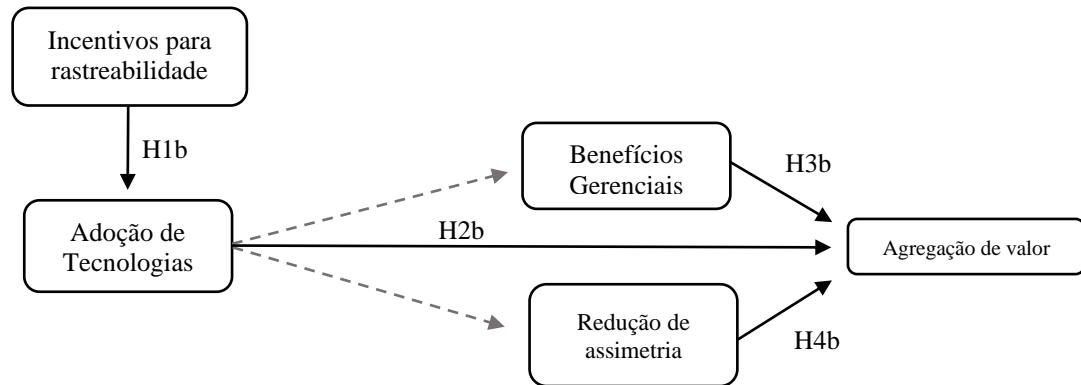 Incentivos para
rastreabilidade
H1b
Adoção de
Tecnologias
Benefícios
Gerenciais
H3b
H2b
Agregação de valor
Redução de
assimetria
H4b